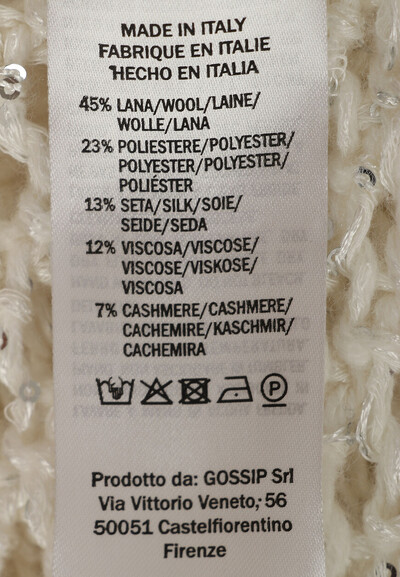 MADE IN ITALY
FABRIQUE EN ITALIE
HECHO EN ITALIA
45% LANA/WOOL/LAINE/
WOLLE/LANA
23% POLIESTERE/POLYESTER/
POLYESTER/POLYESTER/
POLIÉSTER
13% SETA/SILK/SOIE/
SEIDE/SEDA
12% VISCOSA/VISCOSE/
VISCOSE/VISKOSE/
VISCOSA
7% CASHMERE/CASHMERE/
CACHEMIRE/KASCHMIR/
CACHEMIRA
P
Prodotto da: GOSSIP Srl
Via Vittorio Veneto, 56
50051 Castelfiorentino
Firenze